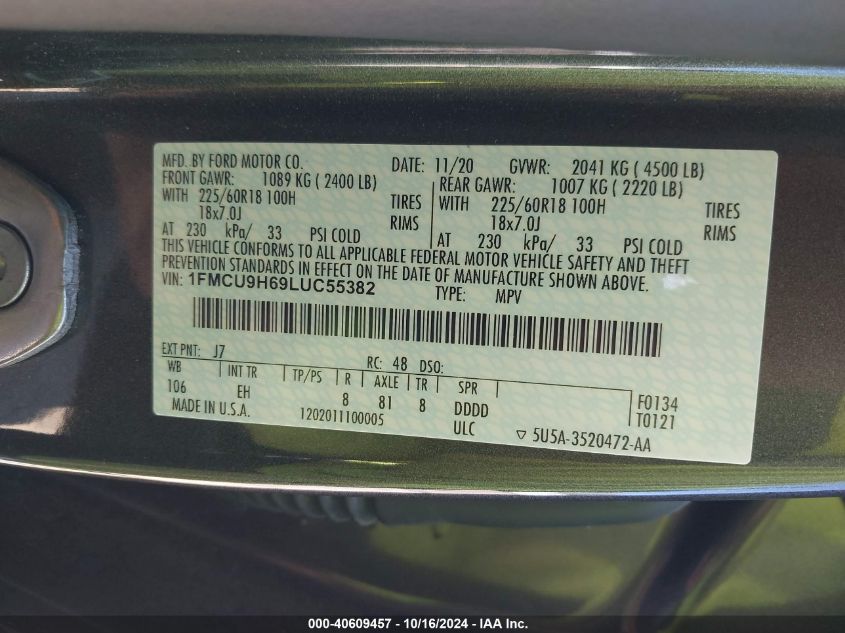 MFD. BY FORD MOTOR CO. DATE: 11/20 GVWR: 2041 KG ( 4500 LB)
FRONT GAWR: 1089 KG ( 2400 LB) REAR GAWR: 1007 KG ( 2220 LB)
WITH 225/60R18 100H TIRES WITH 225/60R18 100H TIRES
18x7.0J RIMS 18x7.0J RIMS
AT 230 kPa/ 33 PSI COLD AT 230 kPa/ 33 PSI COLD
THIS VEHICLE CONFORMS TO ALL APPLICABLE FEDERAL MOTOR VEHICLE SAFETY AND THEFT
PREVENTION STANDARDS IN EFFECT ON THE DATE OF MANUFACTURE SHOWN ABOVE.
VIN: 1FMCU9H69LUC55382 TYPE: MPV
EXT PNT: J7 RC: 48 DSO:
WB INT TR TP/PS R AXLE TR SPR
106 EH 8 81 8 DDDD F0134
MADE IN U.S.A. 1202011100005 ULC T0121
5U5A-3520472-AA
000-40609457 - 10/16/2024 - IAA Inc.